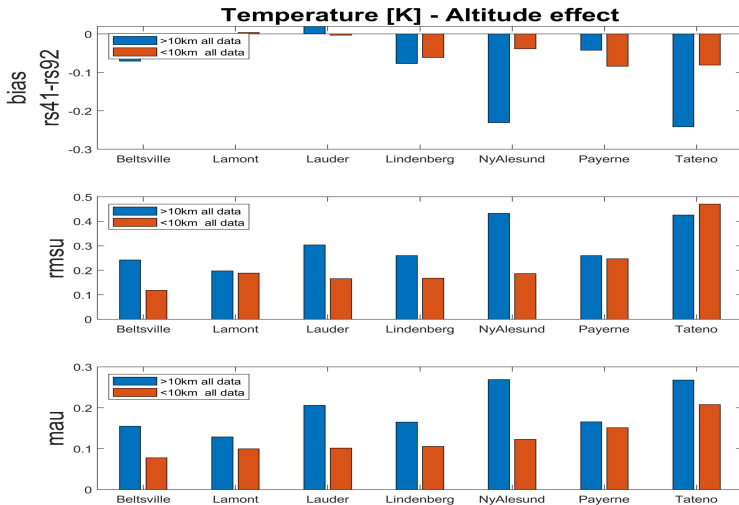 Temperature [K] - Altitude effect
bias
rs41-rs92
0
-0.1
-0.2
-0.3
>10km all data
<10km all data
Beltsville Lamont Lauder Lindenberg NyAlesund Payerne Tateno
rmsu
0.5
0.4
0.3
0.2
0.1
0
>10km all data
<10km all data
Beltsville Lamont Lauder Lindenberg NyAlesund Payerne Tateno
mau
0.3
0.2
0.1
0
>10km all data
<10km all data
Beltsville Lamont Lauder Lindenberg NyAlesund Payerne Tateno